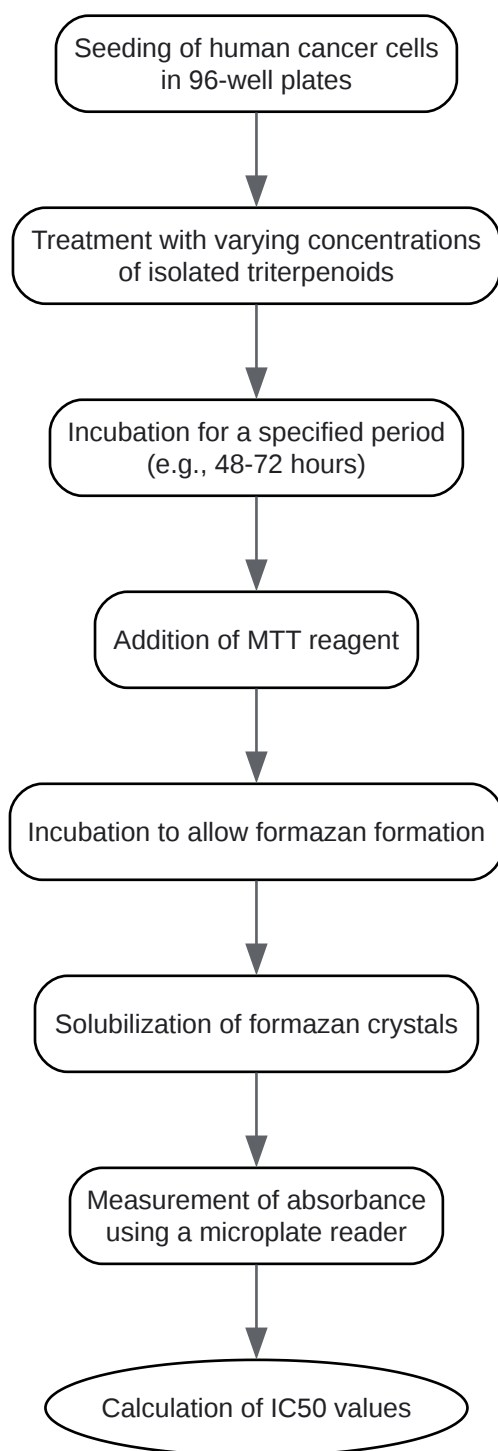 Seeding of human cancer cells
in 96-well plates
Treatment with varying concentrations
of isolated triterpenoids
Incubation for a specified period
(e.g., 48-72 hours)
Addition of MTT reagent
Incubation to allow formazan formation
Solubilization of formazan crystals
Measurement of absorbance
using a microplate reader
Calculation of IC50 values